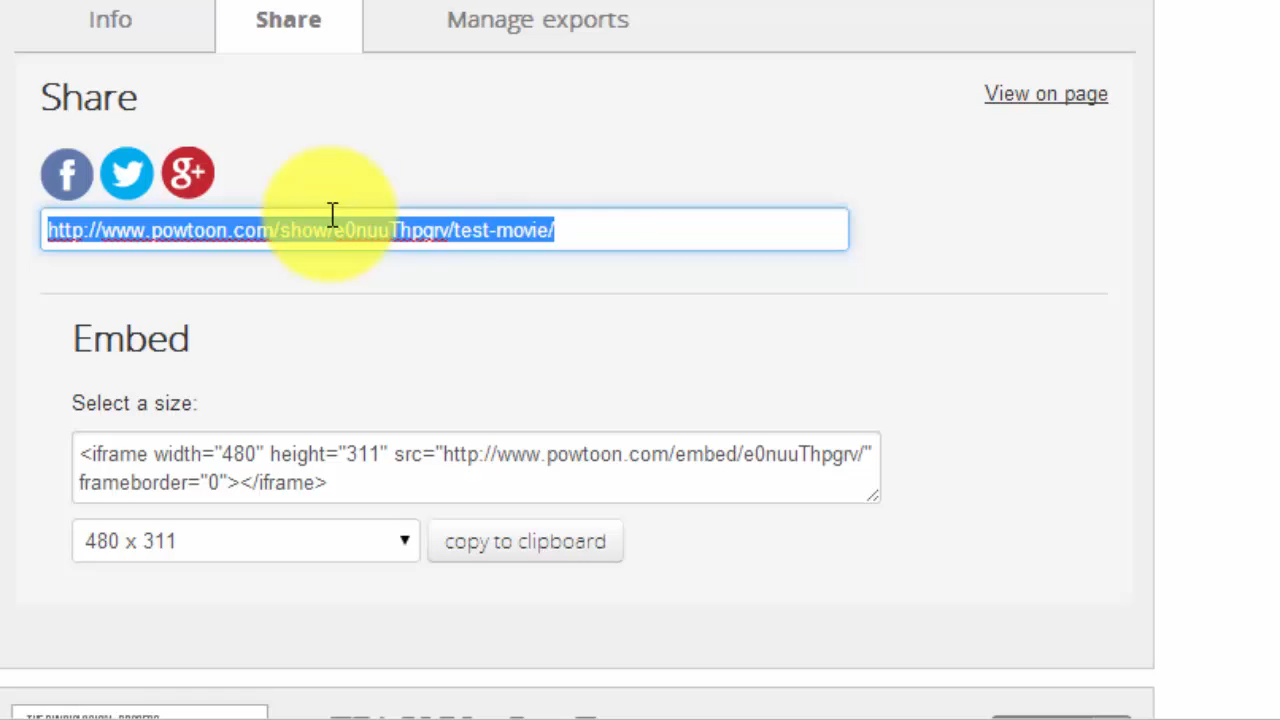 Info
Share
Manage exports
Share
View on page
f
g+
http://www.powtoon.com/show/e0nuuThpgrv/test-movie/
Embed
Select a size:
<iframe width="480" height="311" src="http://www.powtoon.com/embed/e0nuuThpgrv/"
frameborder="0"></iframe>
480 x 311
copy to clipboard